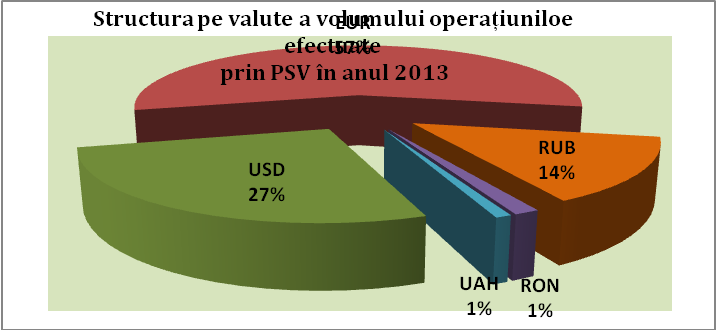 Structura pe valute a volumului operațiuniloe
efectuate
prin PSV în anul 2013
EUR
57%
RUB
14%
USD
27%
UAH
1%
RON
1%